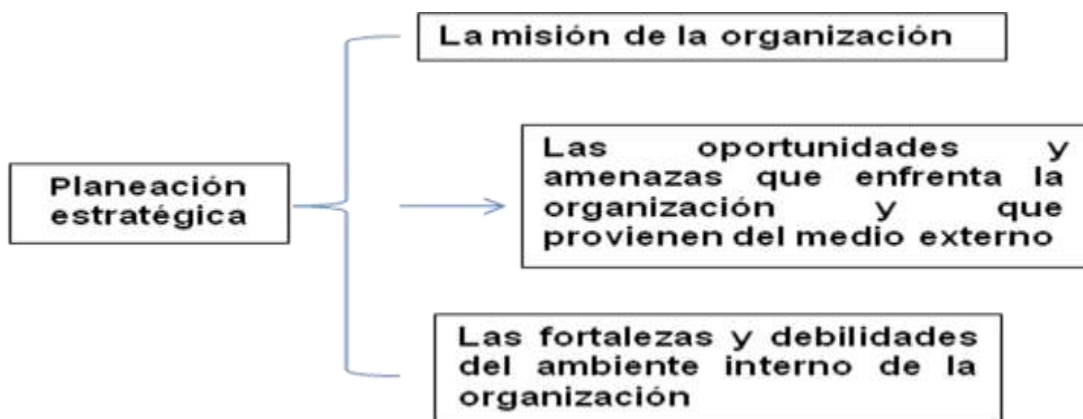 La misión de la organización
Planeación
estratégica
Las oportunidades y
amenazas que enfrenta la
organización y que
provienen del medio externo
Las fortalezas y debilidades
del ambiente interno de la
organización